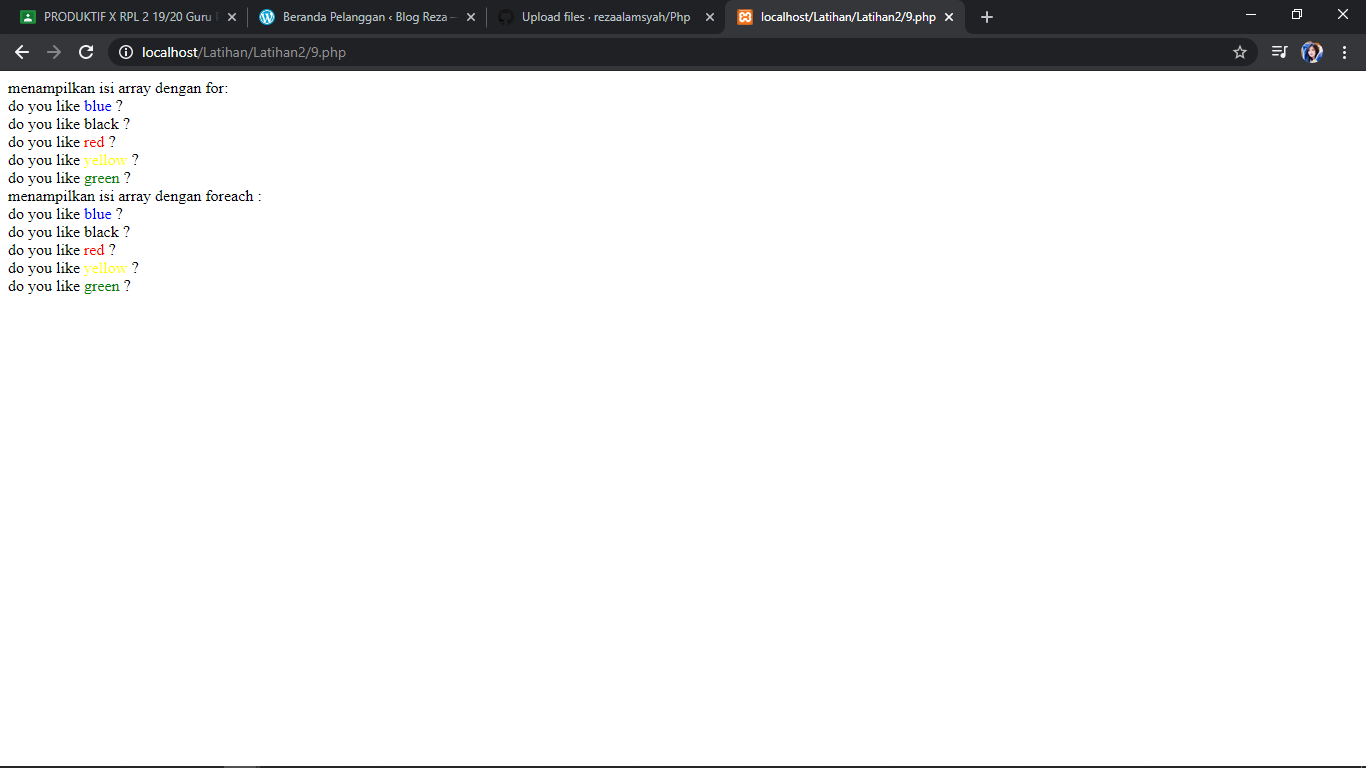 PRODUKTIF X RPL 2 19/20 Guru
Beranda Pelanggan ‹ Blog Reza —
Upload files · rezaalamsyah/Php
localhost/Latihan/Latihan2/9.php
localhost/Latihan/Latihan2/9.php
menampilkan isi array dengan for:
do you like blue ?
do you like black ?
do you like red ?
do you like yellow ?
do you like green ?
menampilkan isi array dengan foreach :
do you like blue ?
do you like black ?
do you like red ?
do you like yellow ?
do you like green ?